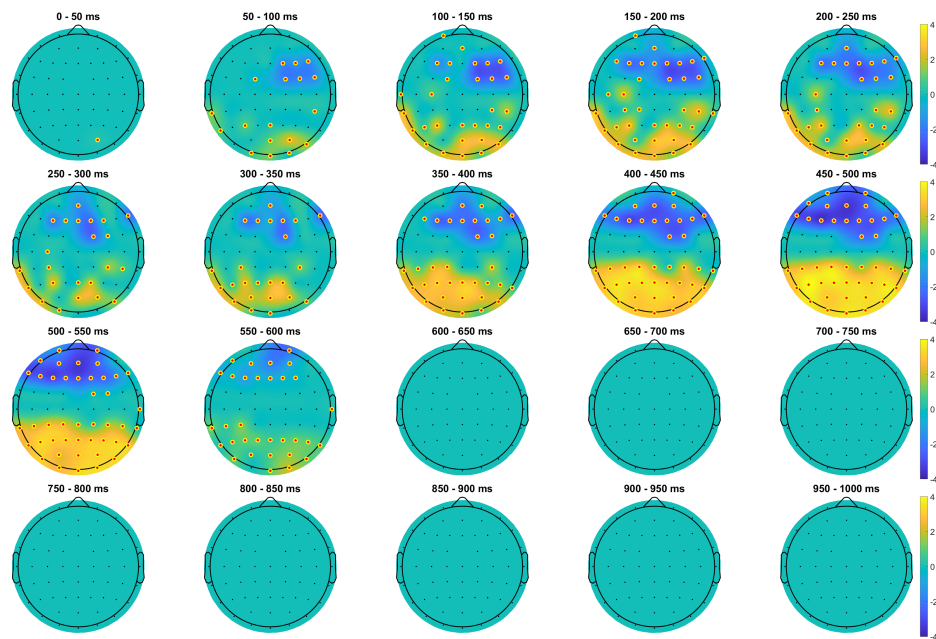 0 - 50 ms
50 - 100 ms
100 - 150 ms
150 - 200 ms
200 - 250 ms
4
2
0
-2
-4
250 - 300 ms
300 - 350 ms
350 - 400 ms
400 - 450 ms
450 - 500 ms
4
2
0
-2
-4
500 - 550 ms
550 - 600 ms
600 - 650 ms
650 - 700 ms
700 - 750 ms
4
2
0
-2
-4
750 - 800 ms
800 - 850 ms
850 - 900 ms
900 - 950 ms
950 - 1000 ms
4
2
0
-2
-4